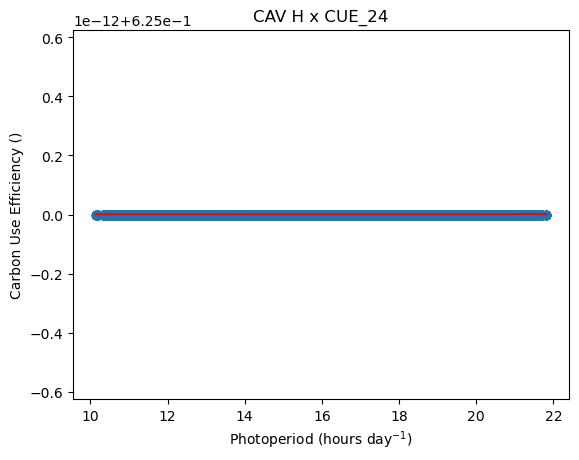 CAV H x CUE_24
1e−12+6.25e−1
0.6
0.4
0.2
0.0
−0.2
−0.4
−0.6
Carbon Use Efficiency ()
10 12 14 16 18 20 22
Photoperiod (hours day⁻¹)